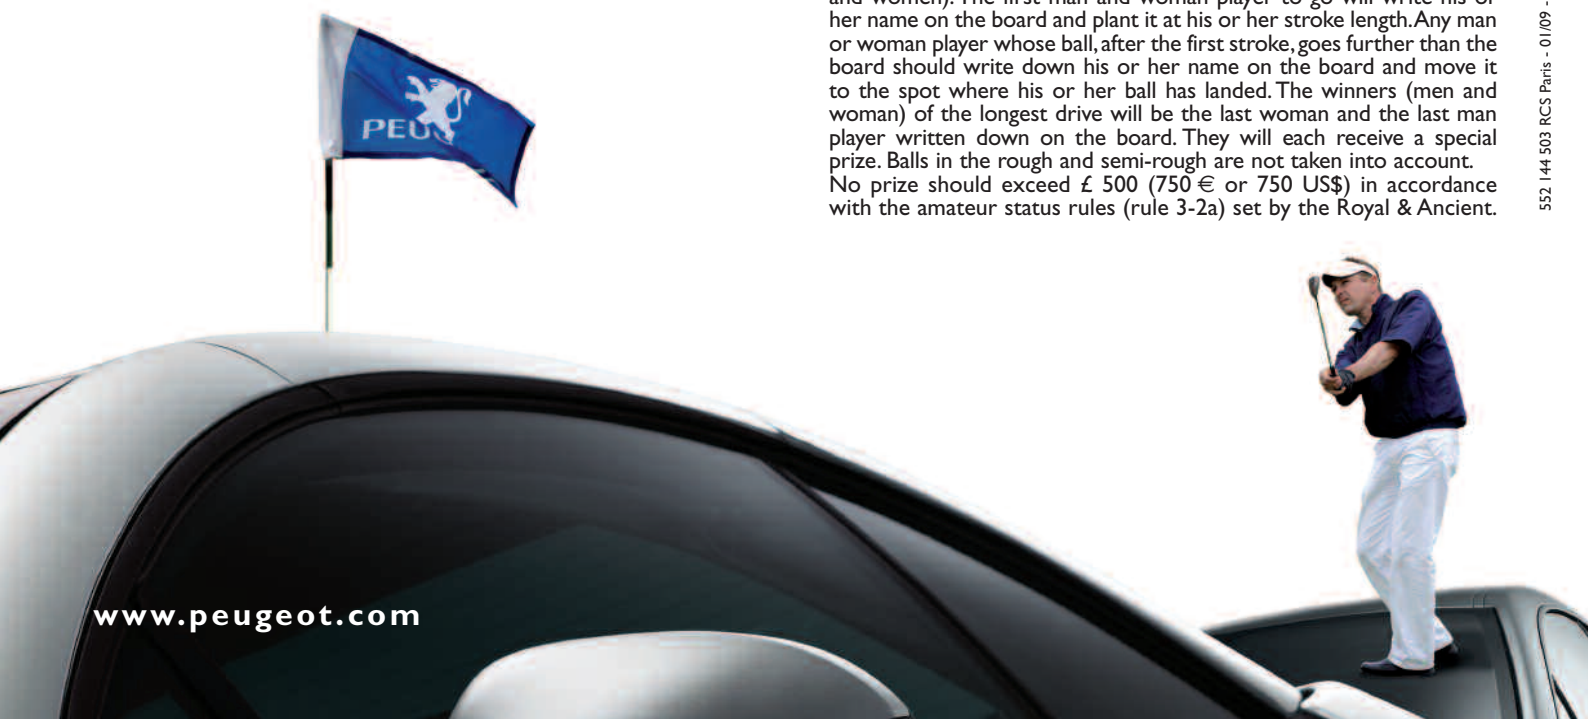 and women). The first man and woman player to go will write his or
her name on the board and plant it at his or her stroke length. Any man
or woman player whose ball, after the first stroke, goes further than the
board should write down his or her name on the board and move it
to the spot where his or her ball has landed. The winners (men and
woman) of the longest drive will be the last woman and the last man
player written down on the board. They will each receive a special
prize. Balls in the rough and semi-rough are not taken into account.
No prize should exceed £ 500 (750 € or 750 US$) in accordance
with the amateur status rules (rule 3-2a) set by the Royal & Ancient.
552 144 503 RCS Paris - 01/09 -
PEU
www.peugeot.com